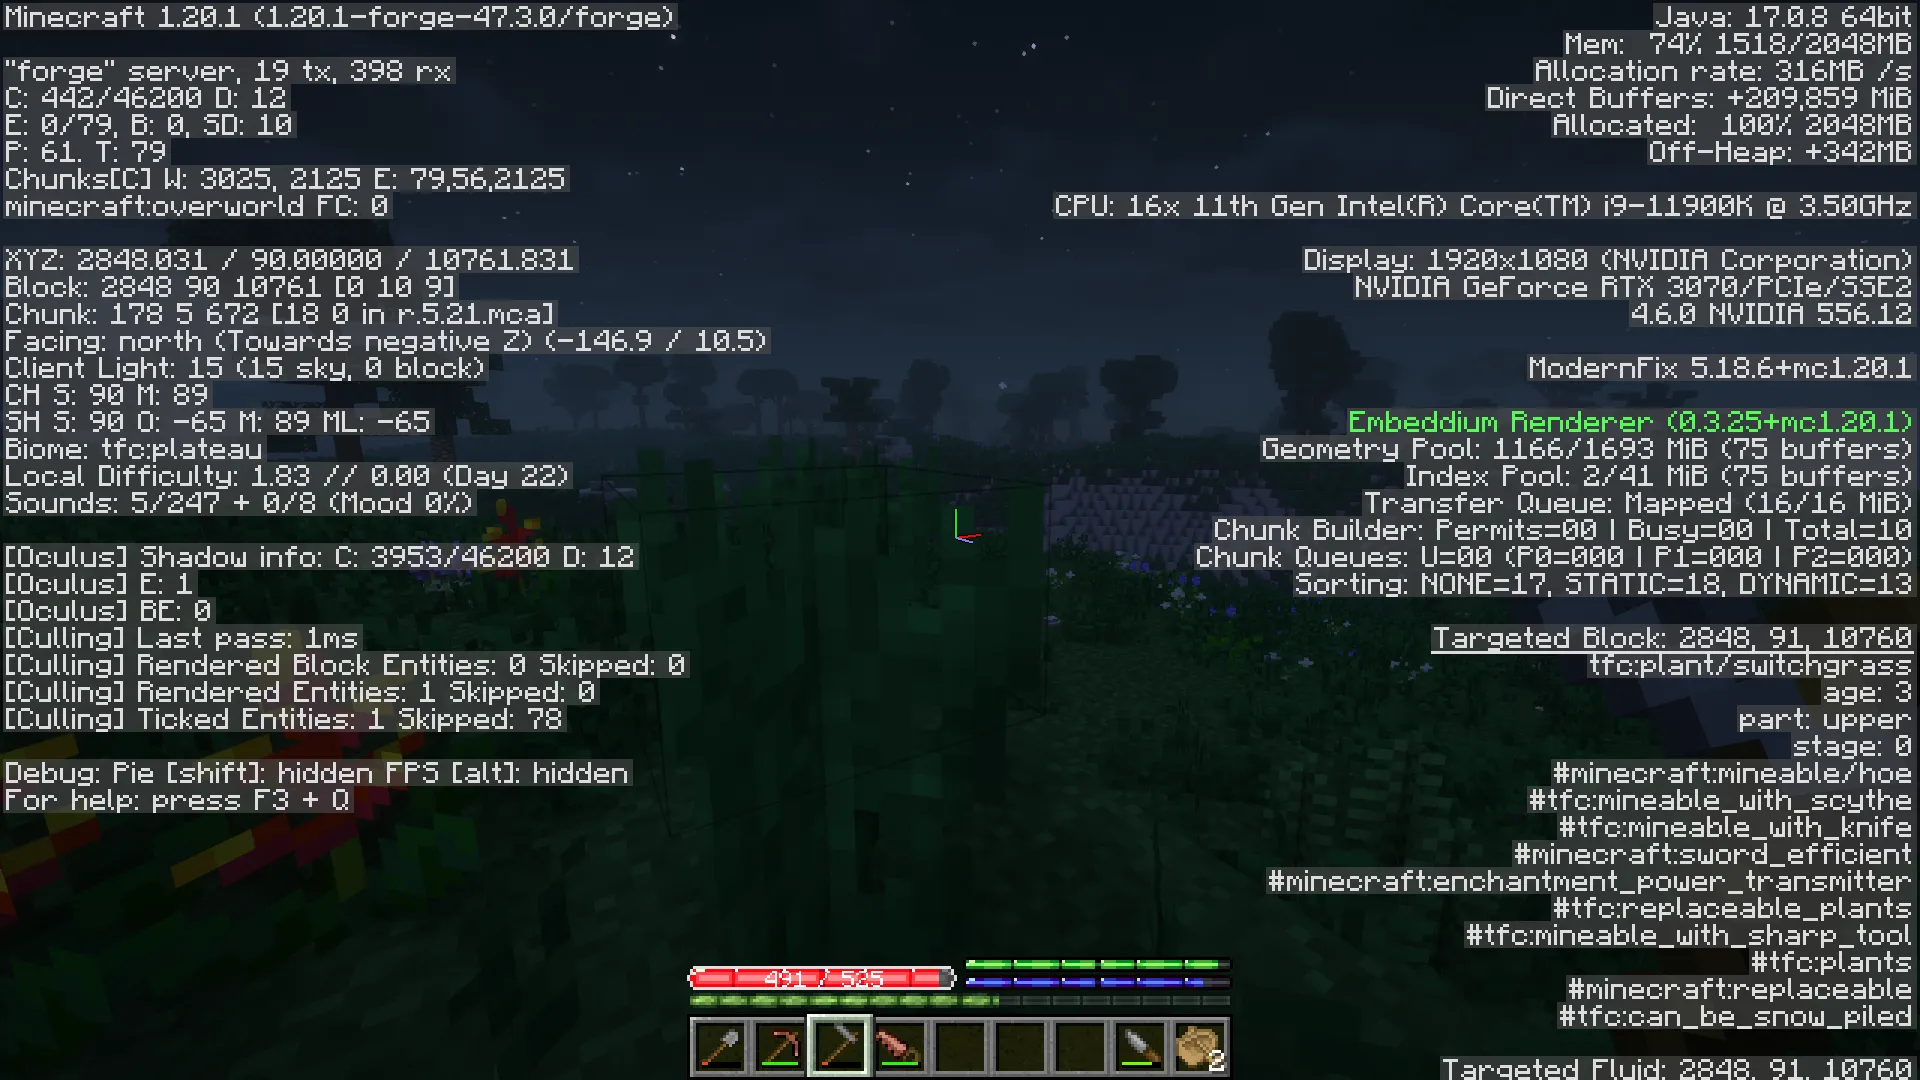 Minecraft 1.20.1 (1.20.1-forge-47.3.0/forge)
"forge" server, 19 tx, 398 rx
C: 442/46200 D: 12
E: 0/79, B: 0, SD: 10
P: 61. T: 79
Chunks[C] W: 3025, 2125 E: 79,56,2125
minecraft:overworld FC: 0
XYZ: 2848.031 / 90.00000 / 10761.831
Block: 2848 90 10761 [0 10 9]
Chunk: 178 5 672 [18 0 in r.5.21.mca]
Facing: north (Towards negative Z) (-146.9 / 10.5)
Client Light: 15 (15 sky, 0 block)
CH S: 90 M: 89
SH S: 90 O: -65 M: 89 ML: -65
Biome: tfc:plateau
Local Difficulty: 1.83 // 0.00 (Day 22)
Sounds: 5/247 + 0/8 (Mood 0%)
[Oculus] Shadow info: C: 3953/46200 D: 12
[Oculus] E: 1
[Oculus] BE: 0
[Culling] Last pass: 1ms
[Culling] Rendered Block Entities: 0 Skipped: 0
[Culling] Rendered Entities: 1 Skipped: 0
[Culling] Ticked Entities: 1 Skipped: 78
Debug: Pie [shift]: hidden FPS [alt]: hidden
For help: press F3 + Q
Java: 17.0.8 64bit
Mem: 74% 1518/2048MB
Allocation rate: 316MB /s
Direct Buffers: +209,859 MiB
Allocated: 100% 2048MB
Off-Heap: +342MB
CPU: 16x 11th Gen Intel(R) Core(TM) i9-11900K @ 3.50GHz
Display: 1920x1080 (NVIDIA Corporation)
NVIDIA GeForce RTX 3070/PCIe/SSE2
4.6.0 NVIDIA 556.12
ModernFix 5.18.6+mc1.20.1
Embeddium Renderer (0.3.25+mc1.20.1)
Geometry Pool: 1166/1693 MiB (75 buffers)
Index Pool: 2/41 MiB (75 buffers)
Transfer Queue: Mapped (16/16 MiB)
Chunk Builder: Permits=00 | Busy=00 | Total=10
Chunk Queues: U=00 (P0=000 | P1=000 | P2=000)
Sorting: NONE=17, STATIC=18, DYNAMIC=13
Targeted Block: 2848, 91, 10760
tfc:plant/switchgrass
age: 3
part: upper
stage: 0
#minecraft:mineable/hoe
#tfc:mineable_with_scythe
#tfc:mineable_with_knife
#minecraft:sword_efficient
#minecraft:enchantment_power_transmitter
#tfc:replaceable_plants
#tfc:mineable_with_sharp_tool
#tfc:plants
#minecraft:replaceable
#tfc:can_be_snow_piled
Targeted Fluid: 2848, 91, 10760
491 / 525
2